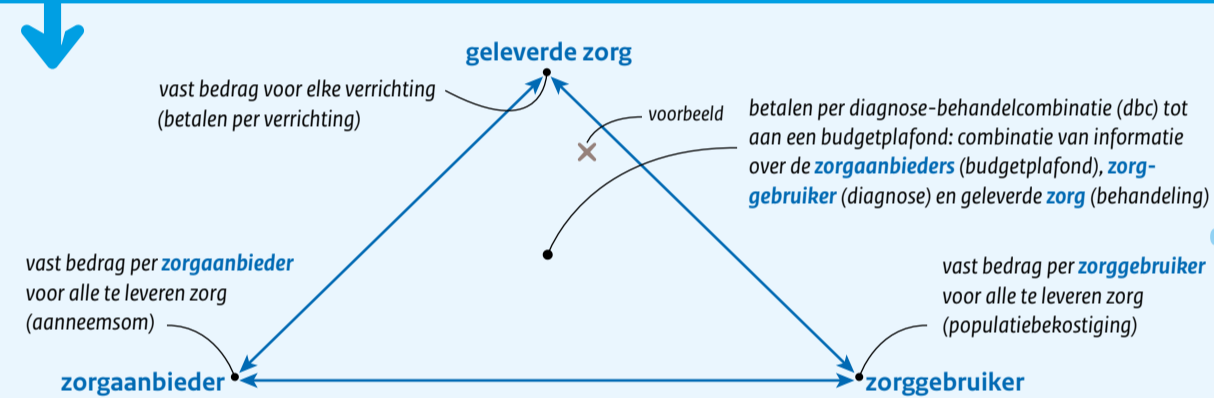 geleverde zorg
vast bedrag voor elke verrichting
(betalen per verrichting)
voorbeeld
betalen per diagnose-behandelcombinatie (dbc) tot
aan een budgetplafond: combinatie van informatie
over de zorgaanbieders (budgetplafond), zorg-
gebruiker (diagnose) en geleverde zorg (behandeling)
vast bedrag per zorgaanbieder
voor alle te leveren zorg
(aanneemsom)
vast bedrag per zorggebruiker
voor alle te leveren zorg
(populatiebekostiging)
zorgaanbieder
zorggebruiker